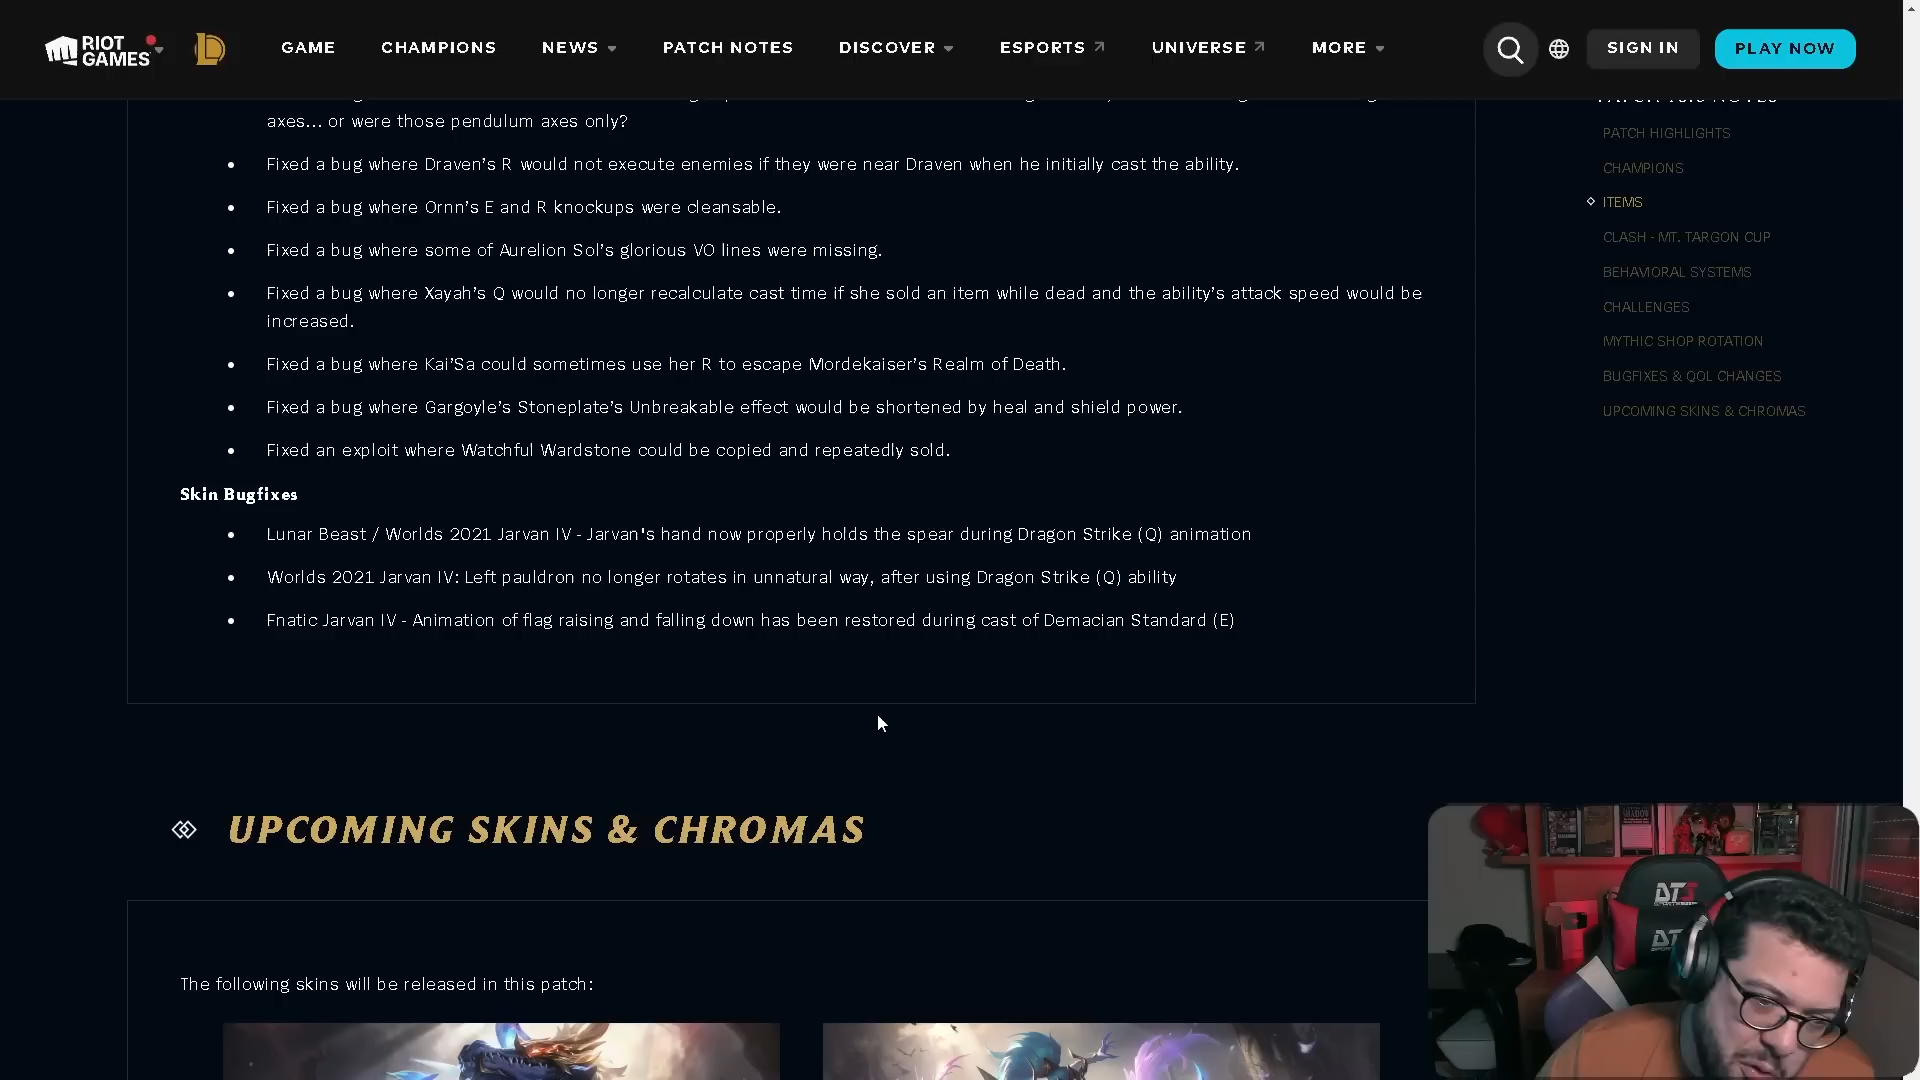 RIOT
GAMES
GAME
CHAMPIONS
NEWS
PATCH NOTES
DISCOVER
ESPORTS
UNIVERSE
MORE
SIGN IN
PLAY NOW
axes... or were those pendulum axes only?
Fixed a bug where Draven’s R would not execute enemies if they were near Draven when he initially cast the ability.
Fixed a bug where Ornn’s E and R knockups were cleansable.
Fixed a bug where some of Aurelion Sol’s glorious VO lines were missing.
Fixed a bug where Xayah’s Q would no longer recalculate cast time if she sold an item while dead and the ability’s attack speed would be
increased.
Fixed a bug where Kai’Sa could sometimes use her R to escape Mordekaiser’s Realm of Death.
Fixed a bug where Gargoyle’s Stoneplate’s Unbreakable effect would be shortened by heal and shield power.
Fixed an exploit where Watchful Wardstone could be copied and repeatedly sold.
Skin Bugfixes
Lunar Beast / Worlds 2021 Jarvan IV - Jarvan's hand now properly holds the spear during Dragon Strike (Q) animation
Worlds 2021 Jarvan IV: Left pauldron no longer rotates in unnatural way, after using Dragon Strike (Q) ability
Fnatic Jarvan IV - Animation of flag raising and falling down has been restored during cast of Demacian Standard (E)
UPCOMING SKINS & CHROMAS
The following skins will be released in this patch:
PATCH HIGHLIGHTS
CHAMPIONS
ITEMS
CLASH - MT. TARGON CUP
BEHAVIORAL SYSTEMS
CHALLENGES
MYTHIC SHOP ROTATION
BUGFIXES & QOL CHANGES
UPCOMING SKINS & CHROMAS